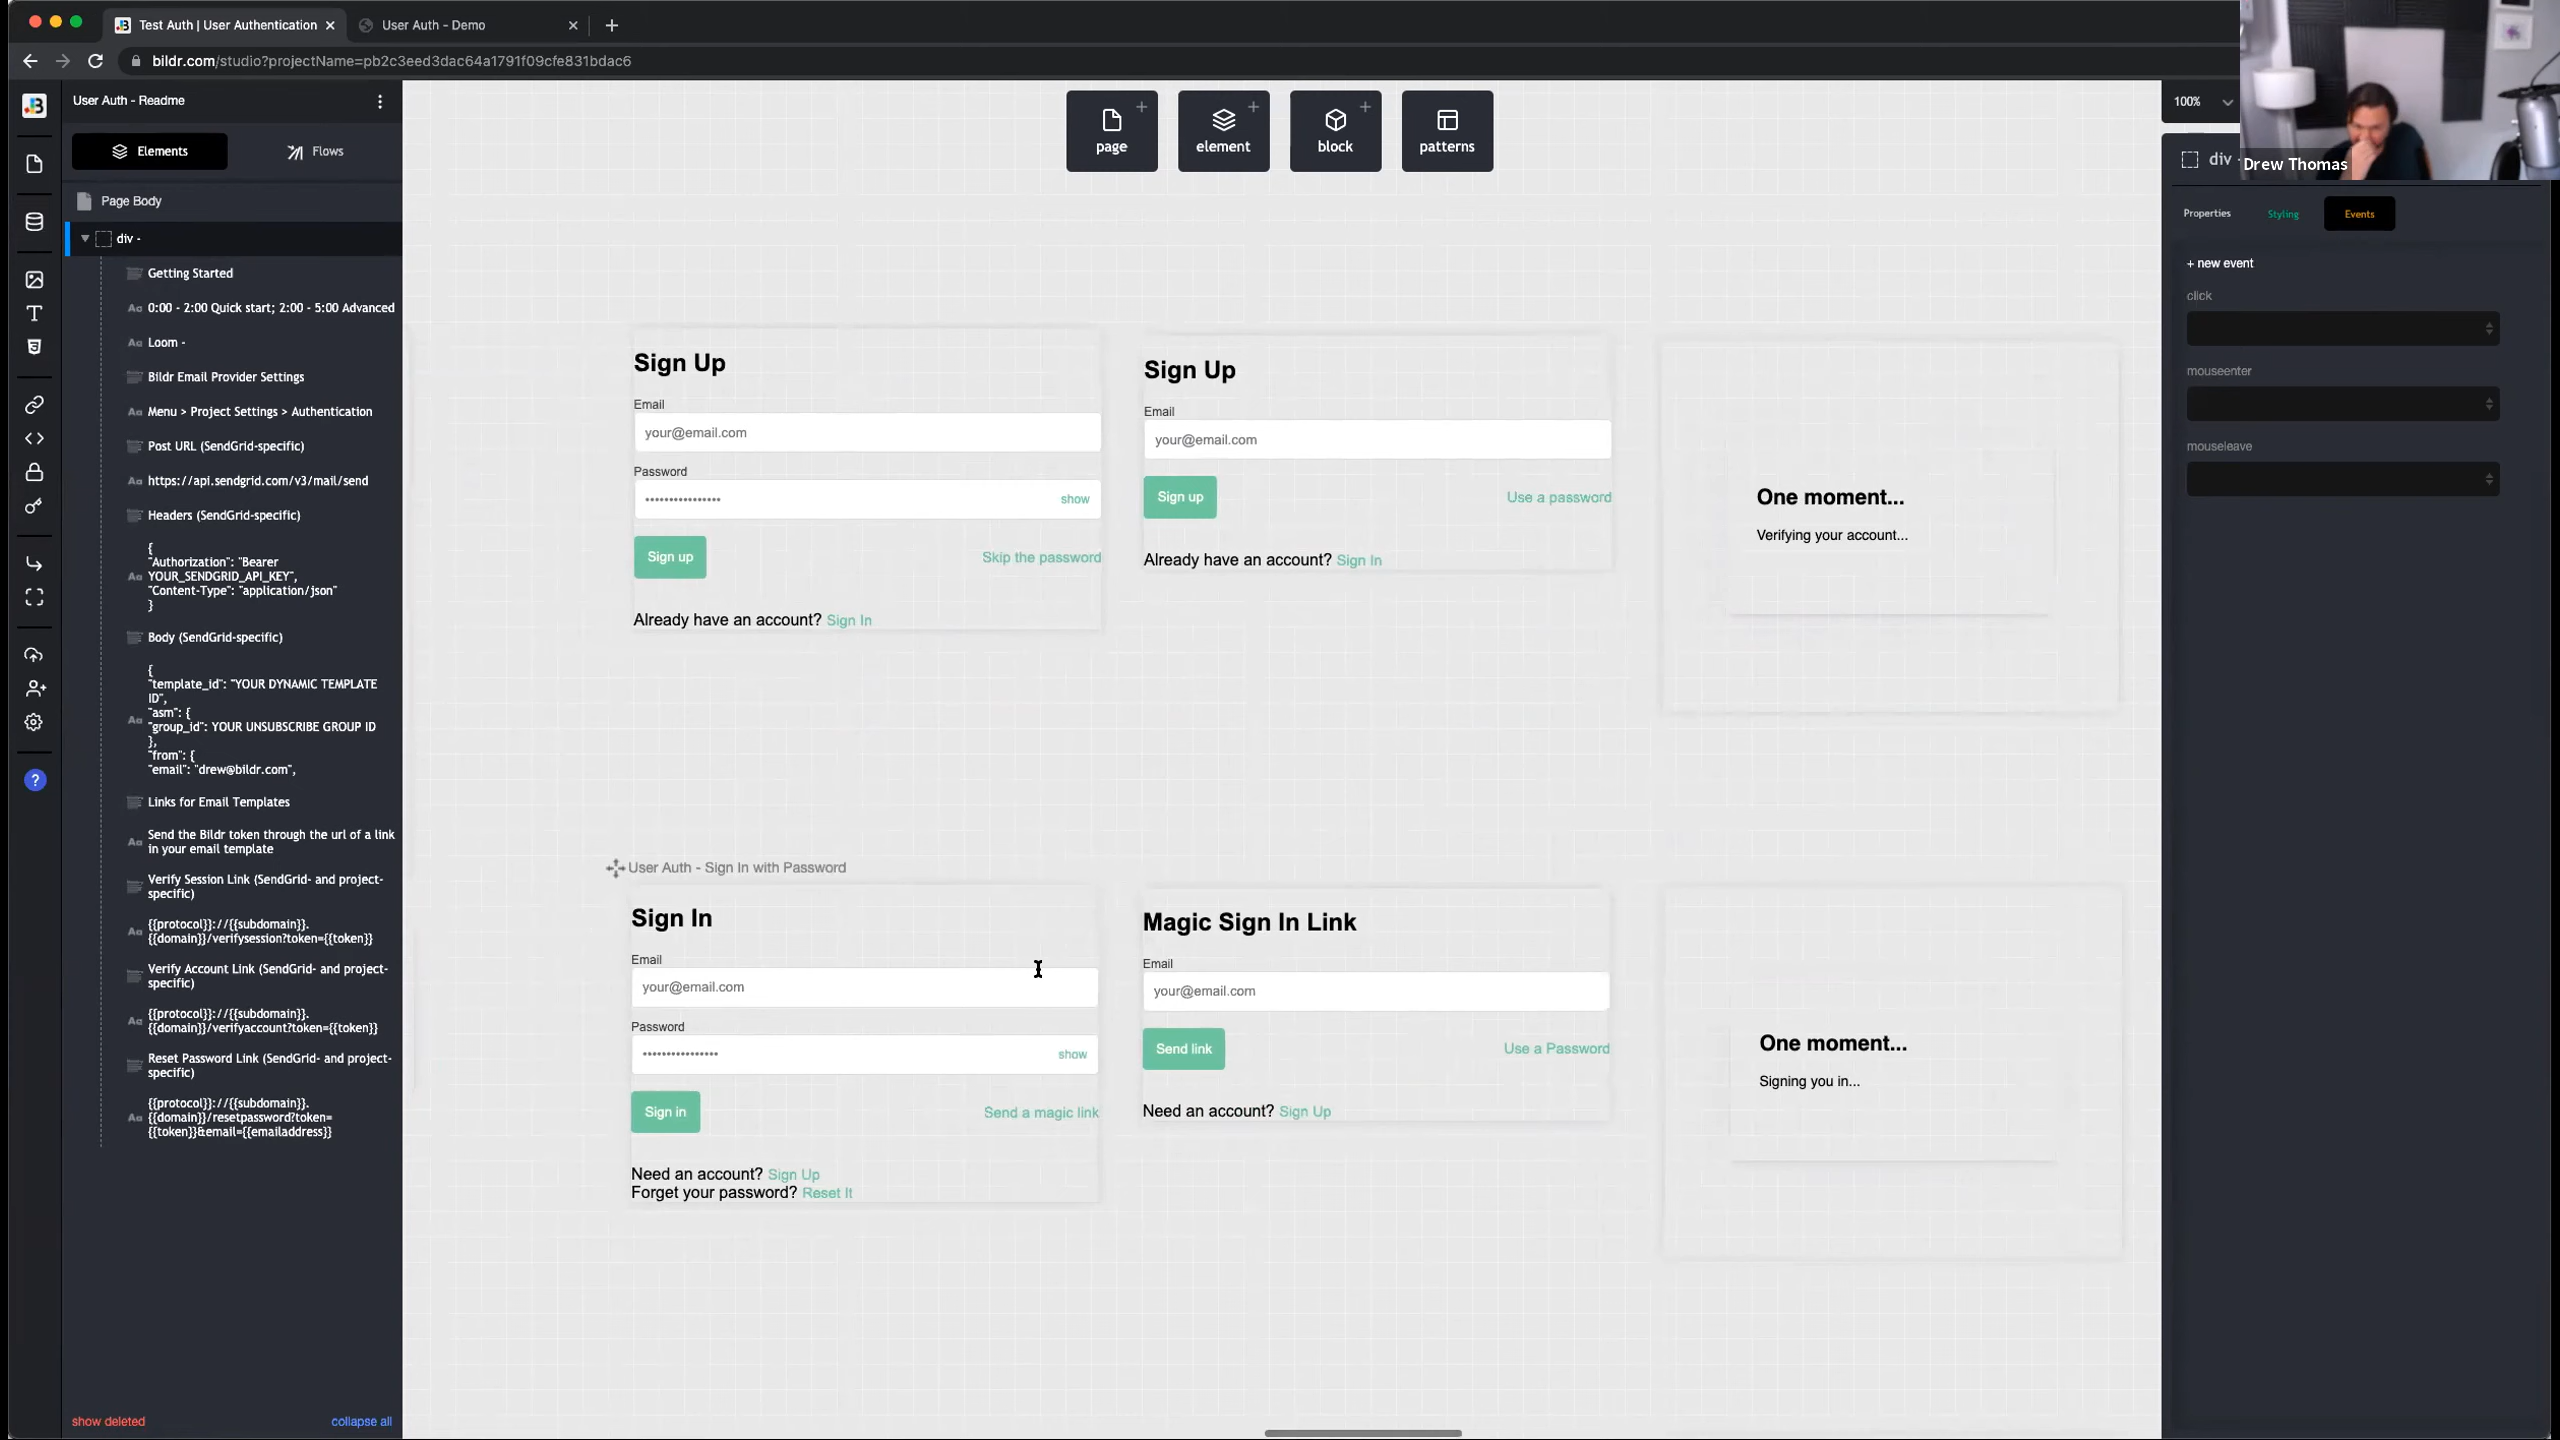 Test Auth | User Authentication
User Auth - Demo
bildr.com/studio?projectName=pb2c3eed3dac64a1791f09cfe831bdac6
User Auth - Readme
Elements
Flows
Page Body
div -
Getting Started
0:00 - 2:00 Quick start; 2:00 - 5:00 Advanced
Loom -
Bildr Email Provider Settings
Menu > Project Settings > Authentication
Post URL (SendGrid-specific)
https://api.sendgrid.com/v3/mail/send
Headers (SendGrid-specific)
{
"Authorization": "Bearer
YOUR_SENDGRID_API_KEY",
"Content-Type": "application/json"
}
Body (SendGrid-specific)
{
"template_id": "YOUR DYNAMIC TEMPLATE
ID",
"asm": {
"group_id": YOUR UNSUBSCRIBE GROUP ID
},
"from": {
"email": "drew@bildr.com",
Links for Email Templates
Send the Bildr token through the url of a link
in your email template
Verify Session Link (SendGrid- and project-
specific)
{{protocol}}://{{subdomain}}.
{{domain}}/verifysession?token={{token}}
Verify Account Link (SendGrid- and project-
specific)
{{protocol}}://{{subdomain}}.
{{domain}}/verifyaccount?token={{token}}
Reset Password Link (SendGrid- and project-
specific)
{{protocol}}://{{subdomain}}.
{{domain}}/resetpassword?token=
{{token}}&email={{emailaddress}}
show deleted
collapse all
page
element
block
patterns
Sign Up
Email
your@email.com
Password
••••••••••••••••
show
Sign up
Skip the password
Already have an account? Sign In
Sign Up
Email
your@email.com
Sign up
Use a password
Already have an account? Sign In
One moment...
Verifying your account...
User Auth - Sign In with Password
Sign In
Email
your@email.com
Password
••••••••••••••••
show
Sign in
Send a magic link
Need an account? Sign Up
Forget your password? Reset It
Magic Sign In Link
Email
your@email.com
Send link
Use a Password
Need an account? Sign Up
One moment...
Signing you in...
100%
div
Drew Thomas
Properties
Styling
Events
+ new event
click
mouseenter
mouseleave